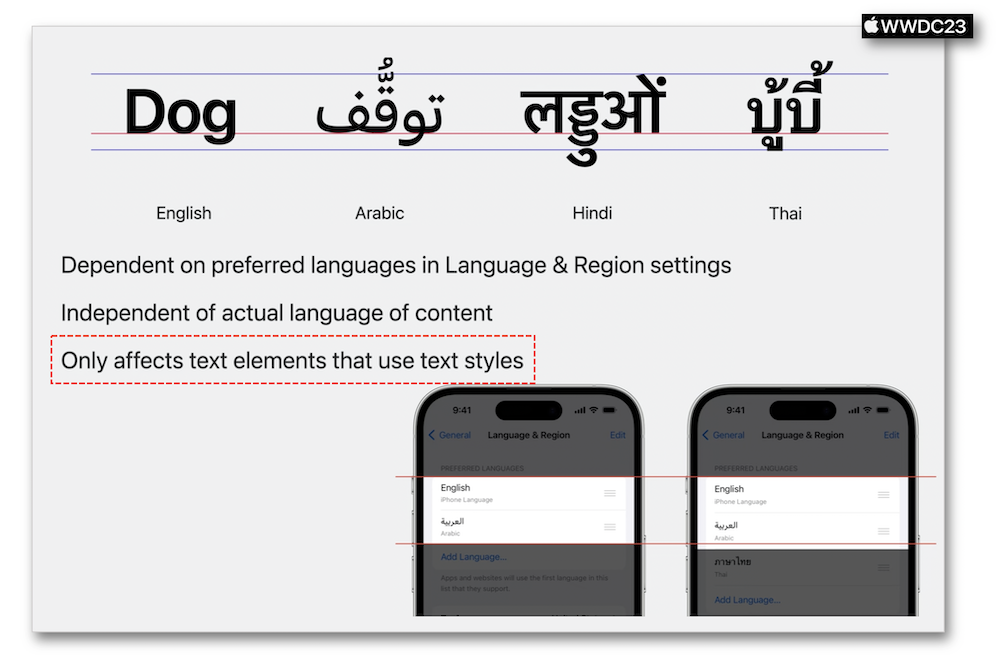 WWDC23
Dog توقُّف लड्डुओं บู้บี้
English Arabic Hindi Thai
Dependent on preferred languages in Language & Region settings
Independent of actual language of content
Only affects text elements that use text styles
9:41
General Language & Region Edit
PREFERRED LANGUAGES
English
iPhone Language
العربية
Arabic
Add Language...
Apps and websites will use the first language in this
list that they support.
9:41
General Language & Region Edit
PREFERRED LANGUAGES
English
iPhone Language
العربية
Arabic
ภาษาไทย
Thai
Add Language...